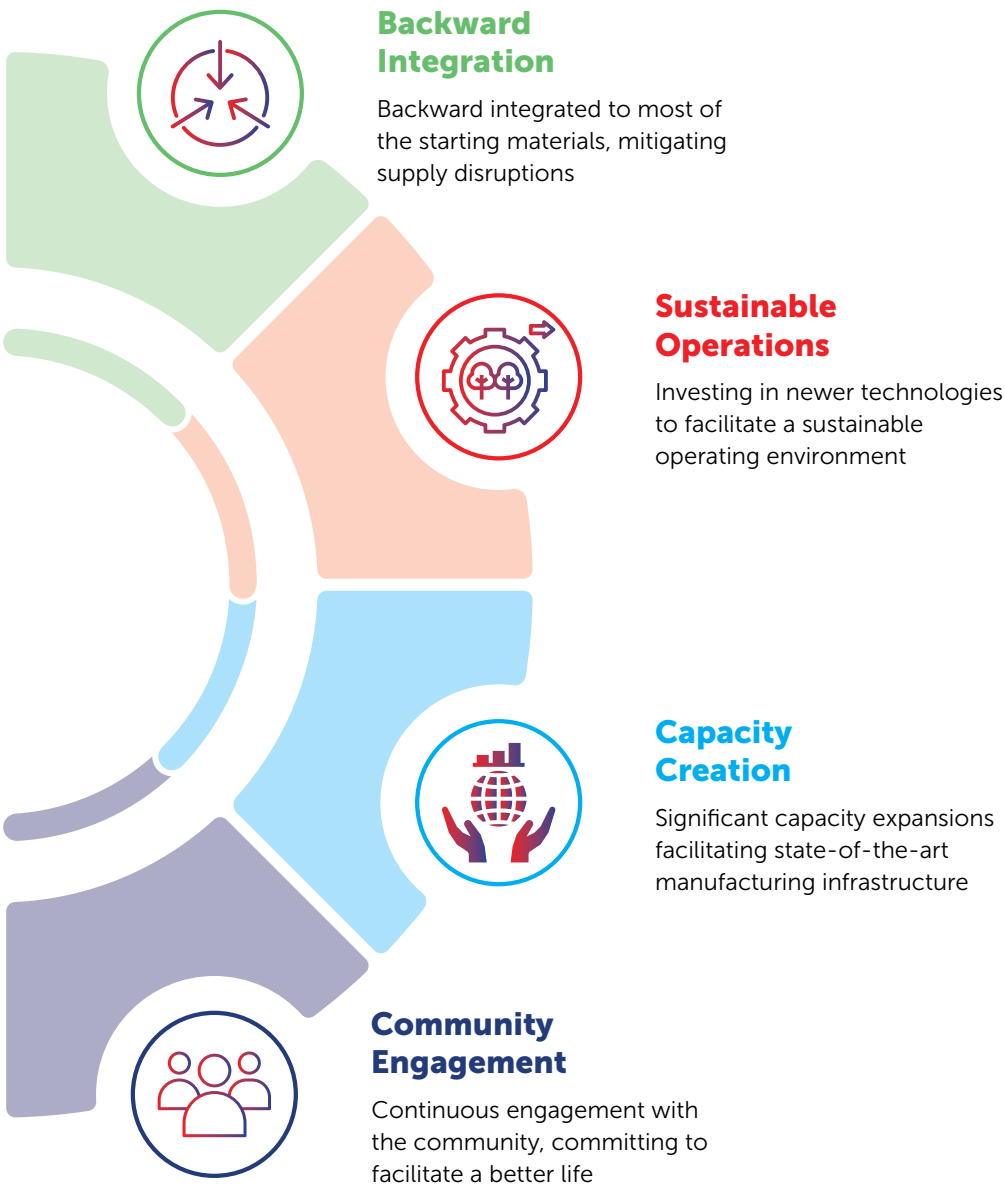 Backward
Integration
Backward integrated to most of
the starting materials, mitigating
supply disruptions
Sustainable
Operations
Investing in newer technologies
to facilitate a sustainable
operating environment
Capacity
Creation
Significant capacity expansions
facilitating state-of-the-art
manufacturing infrastructure
Community
Engagement
Continuous engagement with
the community, committing to
facilitate a better life